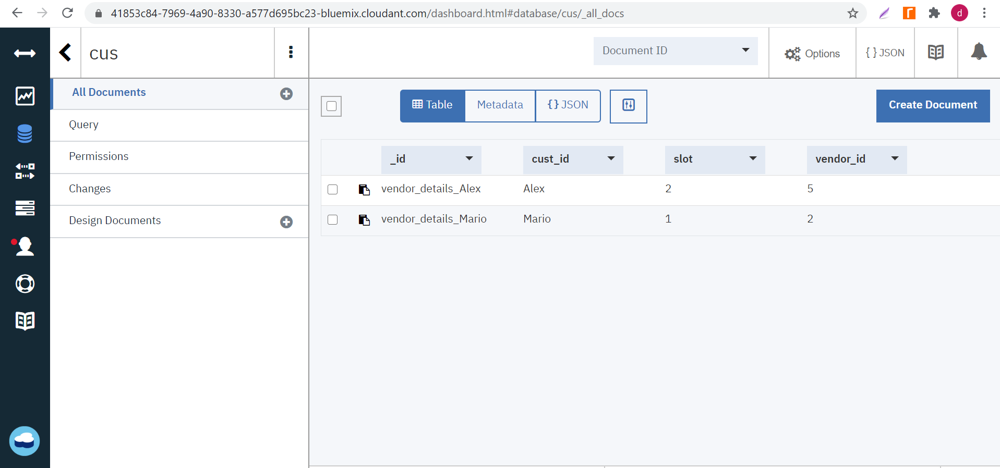 41853c84-7969-4a90-8330-a577d695bc23-bluemix.cloudant.com/dashboard.html#database/cus/_all_docs
d
cus
Document ID
Options
{ } JSON
All Documents
Query
Permissions
Changes
Design Documents
Table
Metadata
{ } JSON
Create Document
_id cust_id slot vendor_id
vendor_details_Alex Alex 2 5
vendor_details_Mario Mario 1 2